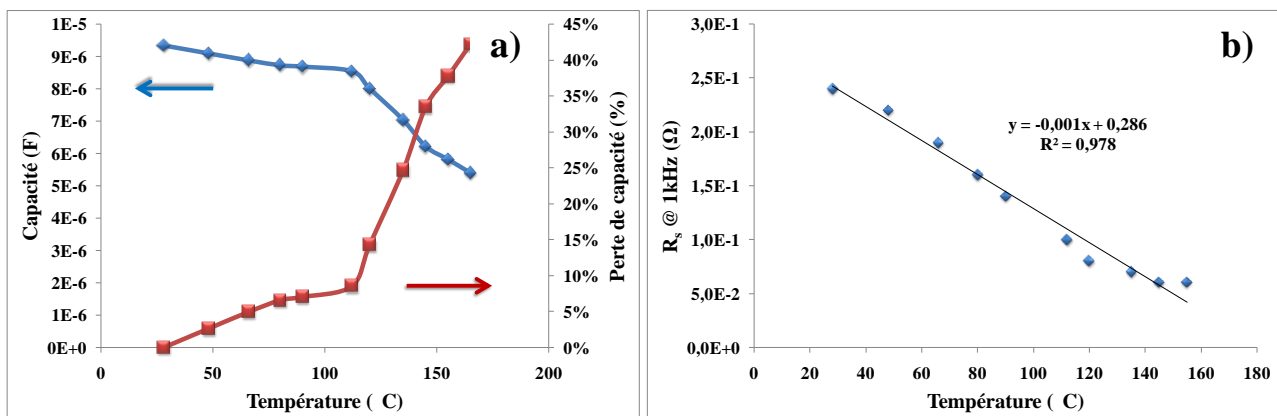 a)
1E-5
9E-6
8E-6
7E-6
6E-6
5E-6
4E-6
3E-6
2E-6
1E-6
0E+0
Capacité (F)
45%
40%
35%
30%
25%
20%
15%
10%
5%
0%
Perte de capacité (%)
0 50 100 150 200
Température ( C)
b)
3,0E-1
2,5E-1
2,0E-1
1,5E-1
1,0E-1
5,0E-2
0,0E+0
Rs @ 1kHz (Ω)
y = -0,001x + 0,286
R² = 0,978
0 20 40 60 80 100 120 140 160 180
Température ( C)